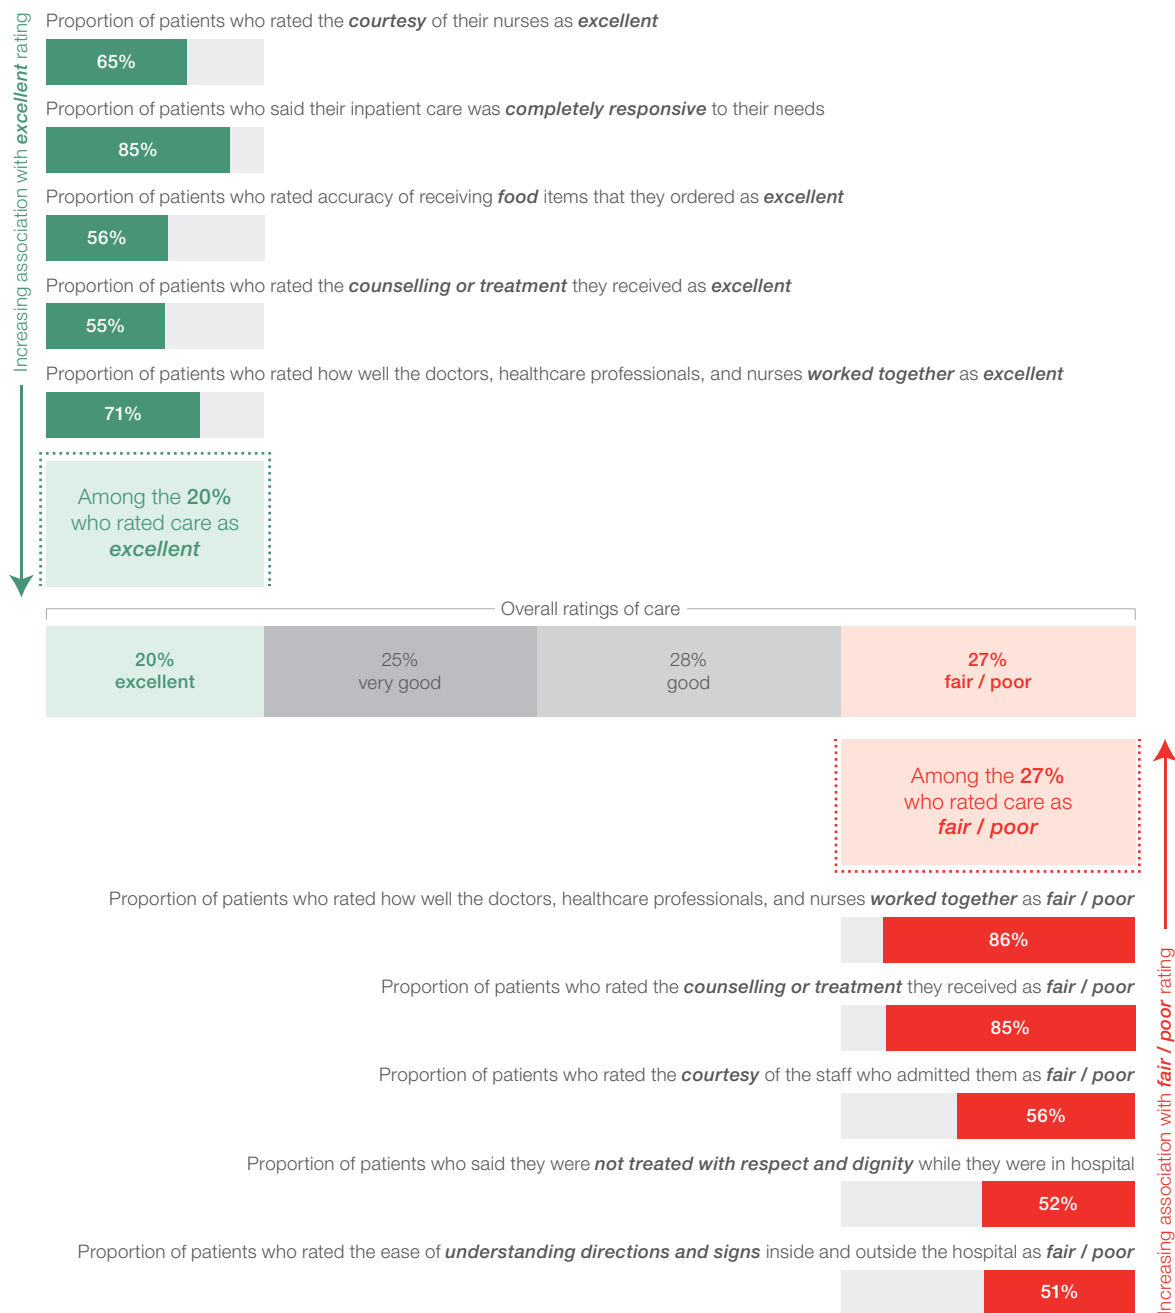 Increasing association with excellent rating
Proportion of patients who rated the courtesy of their nurses as excellent
65%
Proportion of patients who said their inpatient care was completely responsive to their needs
85%
Proportion of patients who rated accuracy of receiving food items that they ordered as excellent
56%
Proportion of patients who rated the counselling or treatment they received as excellent
55%
Proportion of patients who rated how well the doctors, healthcare professionals, and nurses worked together as excellent
71%
Among the 20%
who rated care as
excellent
Overall ratings of care
20%
excellent
25%
very good
28%
good
27%
fair / poor
Among the 27%
who rated care as
fair / poor
Proportion of patients who rated how well the doctors, healthcare professionals, and nurses worked together as fair / poor
86%
Proportion of patients who rated the counselling or treatment they received as fair / poor
85%
Proportion of patients who rated the courtesy of the staff who admitted them as fair / poor
56%
Proportion of patients who said they were not treated with respect and dignity while they were in hospital
52%
Proportion of patients who rated the ease of understanding directions and signs inside and outside the hospital as fair / poor
51%
Increasing association with fair / poor rating